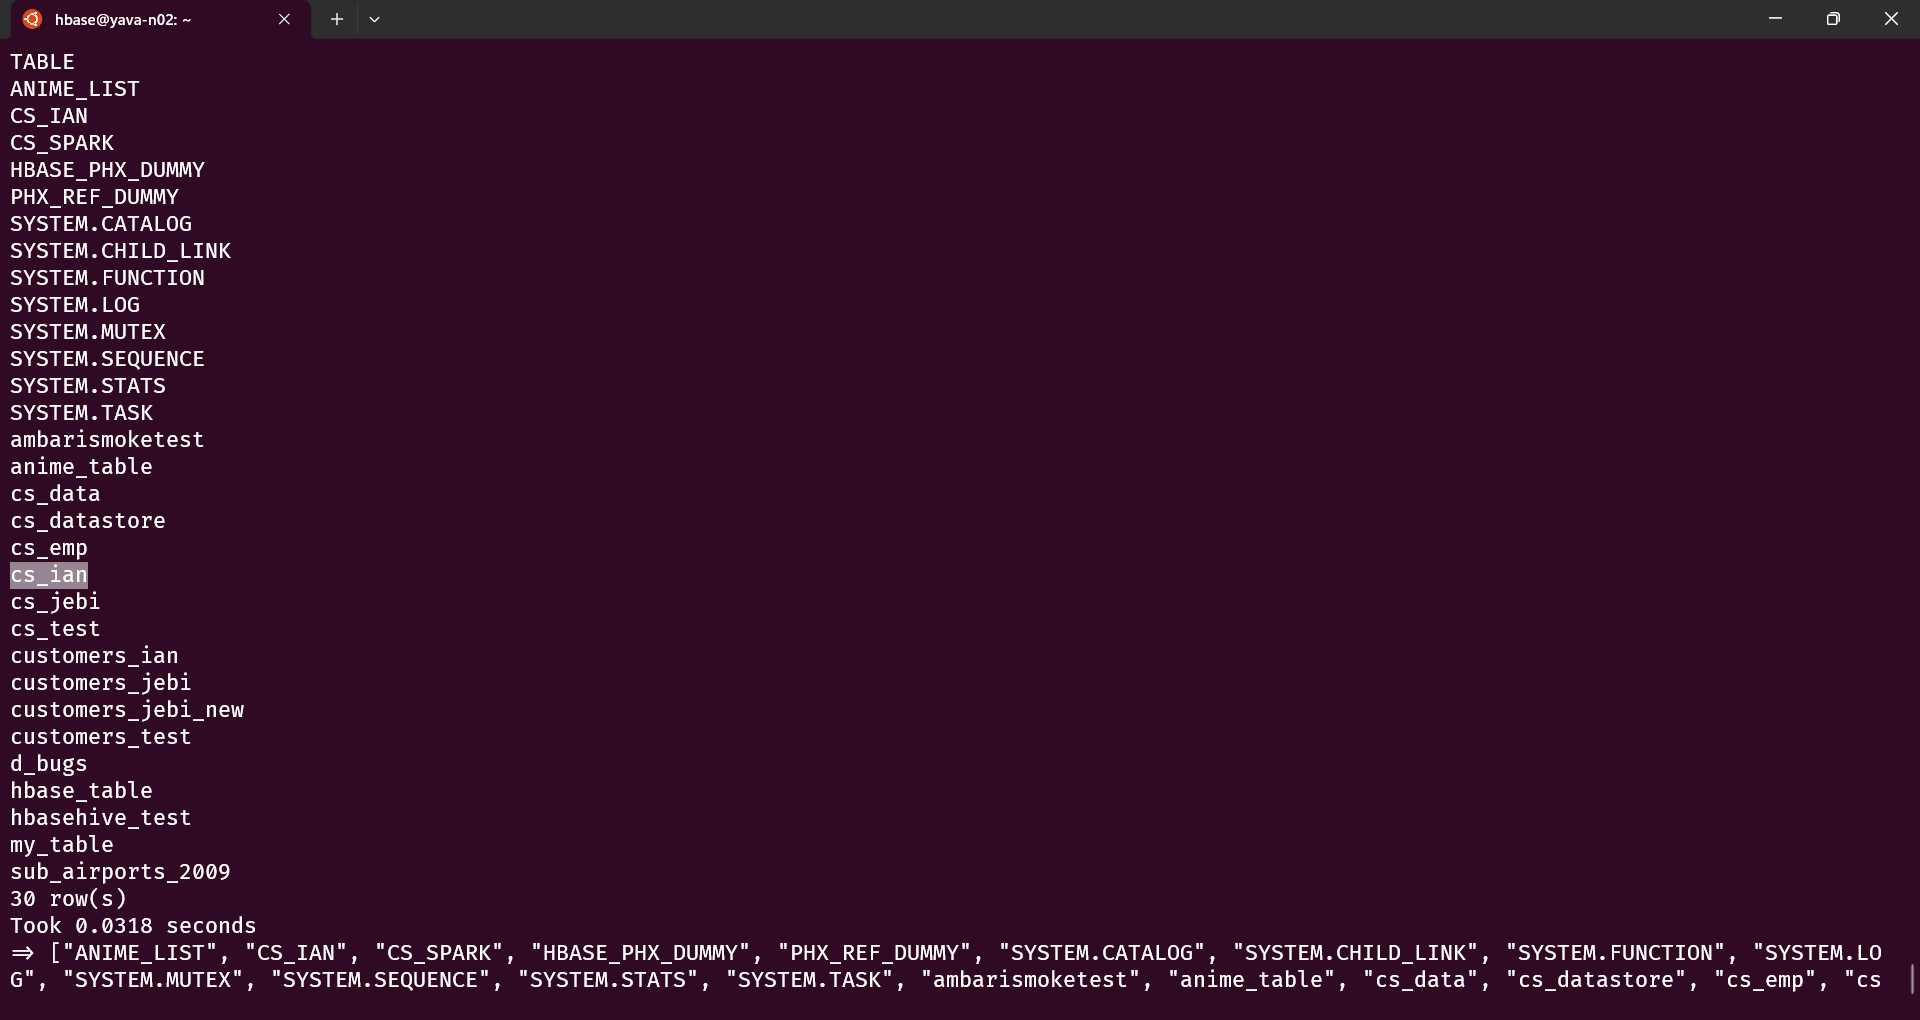 hbase@yava-n02: ~
TABLE
ANIME_LIST
CS_IAN
CS_SPARK
HBASE_PHX_DUMMY
PHX_REF_DUMMY
SYSTEM.CATALOG
SYSTEM.CHILD_LINK
SYSTEM.FUNCTION
SYSTEM.LOG
SYSTEM.MUTEX
SYSTEM.SEQUENCE
SYSTEM.STATS
SYSTEM.TASK
ambarismoketest
anime_table
cs_data
cs_datastore
cs_emp
cs_ian
cs_jebi
cs_test
customers_ian
customers_jebi
customers_jebi_new
customers_test
d_bugs
hbase_table
hbasehive_test
my_table
sub_airports_2009
30 row(s)
Took 0.0318 seconds
=> ["ANIME_LIST", "CS_IAN", "CS_SPARK", "HBASE_PHX_DUMMY", "PHX_REF_DUMMY", "SYSTEM.CATALOG", "SYSTEM.CHILD_LINK", "SYSTEM.FUNCTION", "SYSTEM.LO
G", "SYSTEM.MUTEX", "SYSTEM.SEQUENCE", "SYSTEM.STATS", "SYSTEM.TASK", "ambarismoketest", "anime_table", "cs_data", "cs_datastore", "cs_emp", "cs